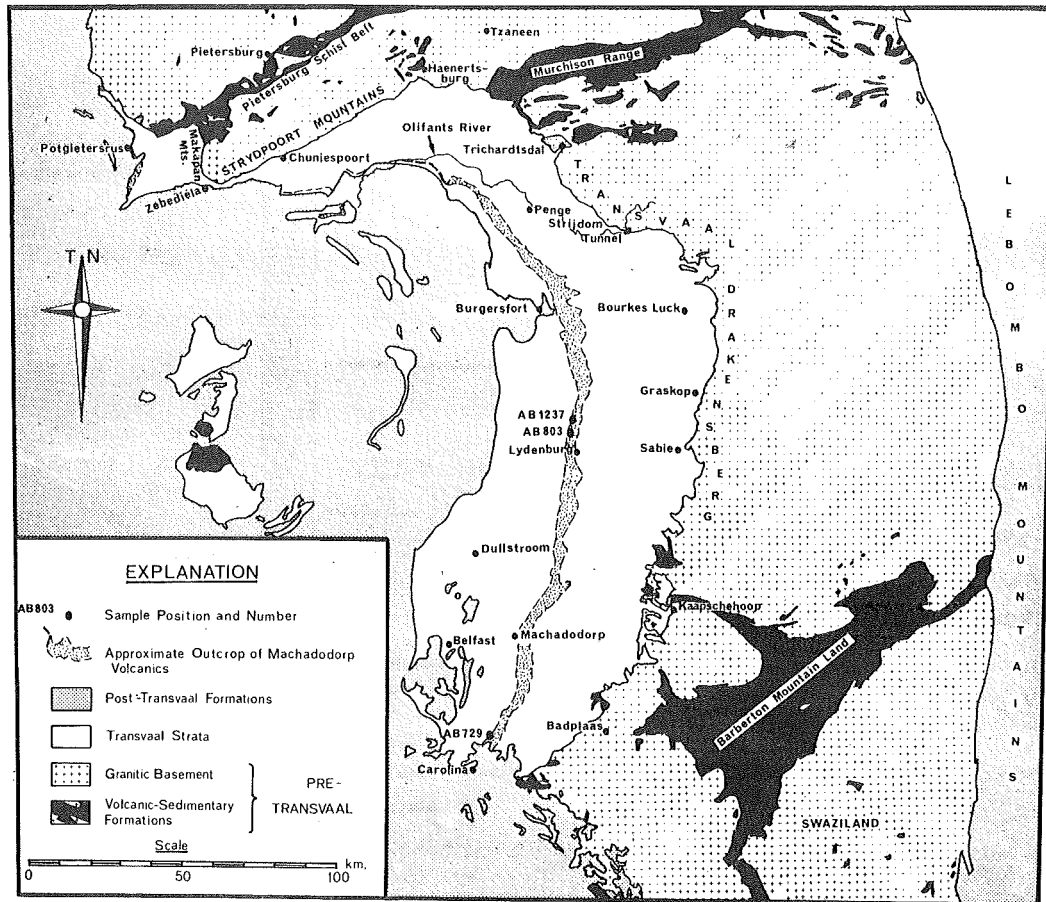 Tzaneen
Pietersburg
Pietersburg Schist Belt
Haenerts-
burg
Murchison Range
STRYDPOORT MOUNTAINS
Olifants River
Potgietersrus
Makapan
Mts.
Chuniespoort
Trichardtsdal
Zebediela
TRANSVAAL DRAKENSBERG
LEBOMBO MOUNTAINS
Penge
Strijdom
Tunnel
T N
Burgersfort
Bourkes Luck
Graskop
AB1237
AB803
Lydenburg
Sabie
Dullstroom
Kaapschehoop
Machadodorp
Belfast
Barberton Mountain Land
AB729
Badplaas
Carolina
SWAZILAND
EXPLANATION
AB803
Sample Position and Number
Approximate Outcrop of Machadodorp
Volcanics
Post-Transvaal Formations
Transvaal Strata
Granitic Basement
PRE-
TRANSVAAL
Volcanic-Sedimentary
Formations
Scale
km.
0 50 100